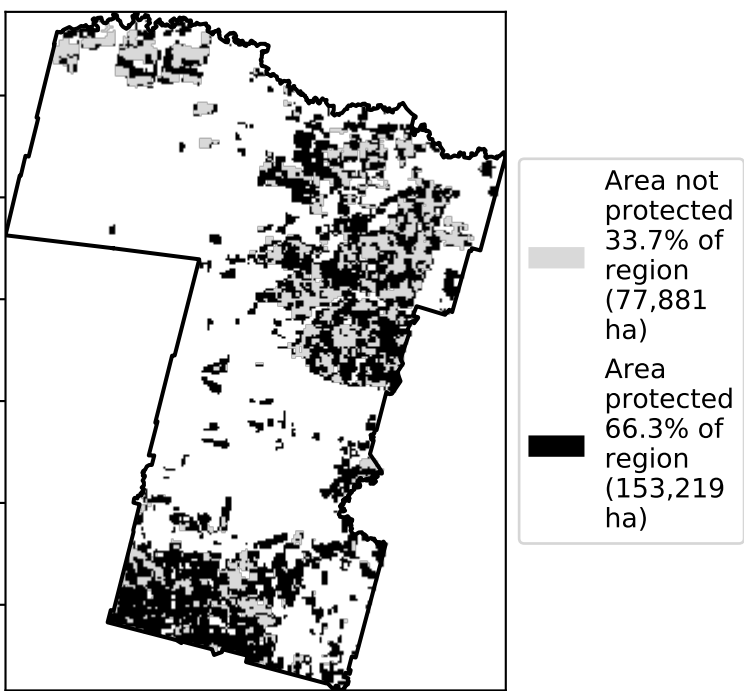 Area not
protected
33.7% of
region
(77,881
ha)
Area
protected
66.3% of
region
(153,219
ha)